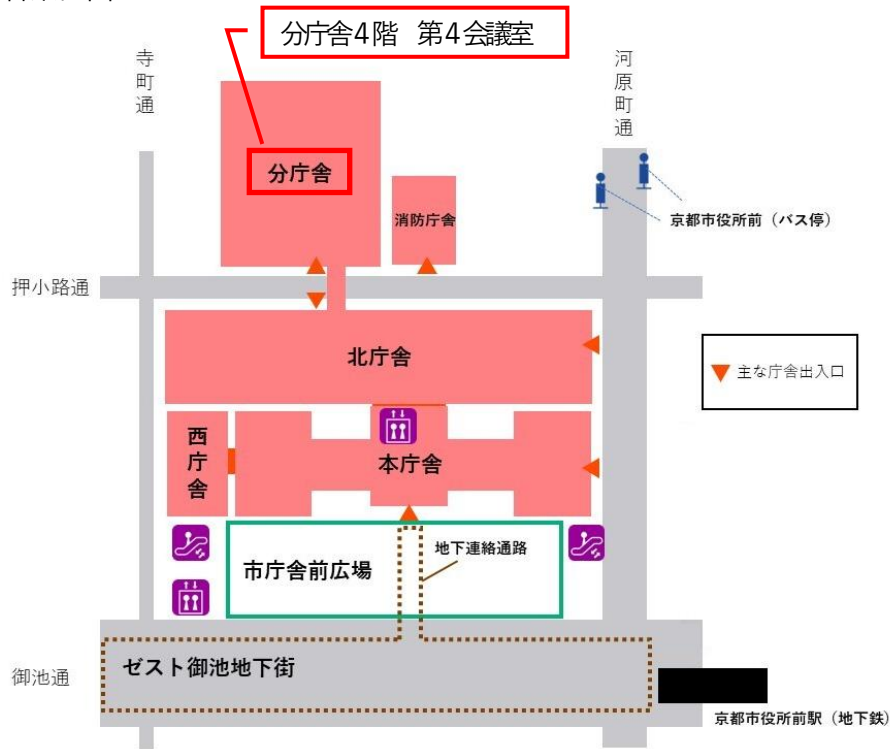 分庁舎4階 第4会議室
寺町通
河原町通
分庁舎
消防庁舎
京都市役所前（バス停）
押小路通
北庁舎
主な庁舎出入口
西庁舎
本庁舎
地下連絡通路
市庁舎前広場
ゼスト御池地下街
御池通
京都市役所前駅（地下鉄）